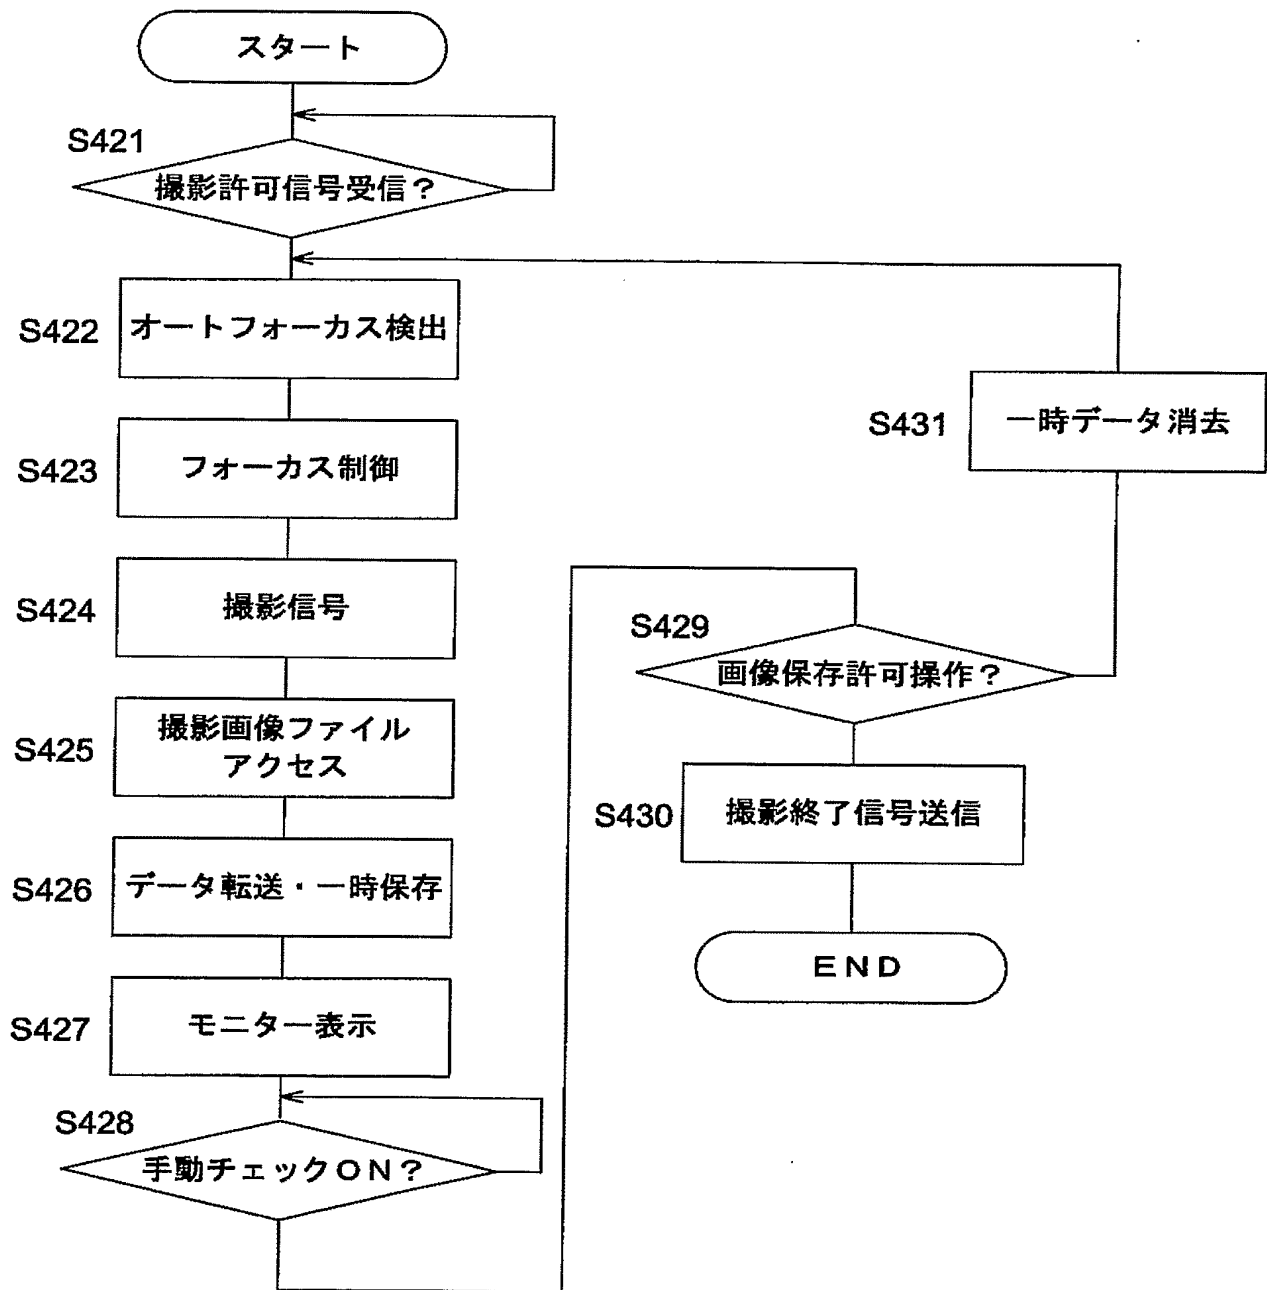 スタート
S421
撮影許可信号受信？
S422
オートフォーカス検出
S423
フォーカス制御
S424
撮影信号
S425
撮影画像ファイル
アクセス
S426
データ転送・一時保存
S427
モニター表示
S428
手動チェックＯＮ？
S429
画像保存許可操作？
S430
撮影終了信号送信
ＥＮＤ
S431
一時データ消去